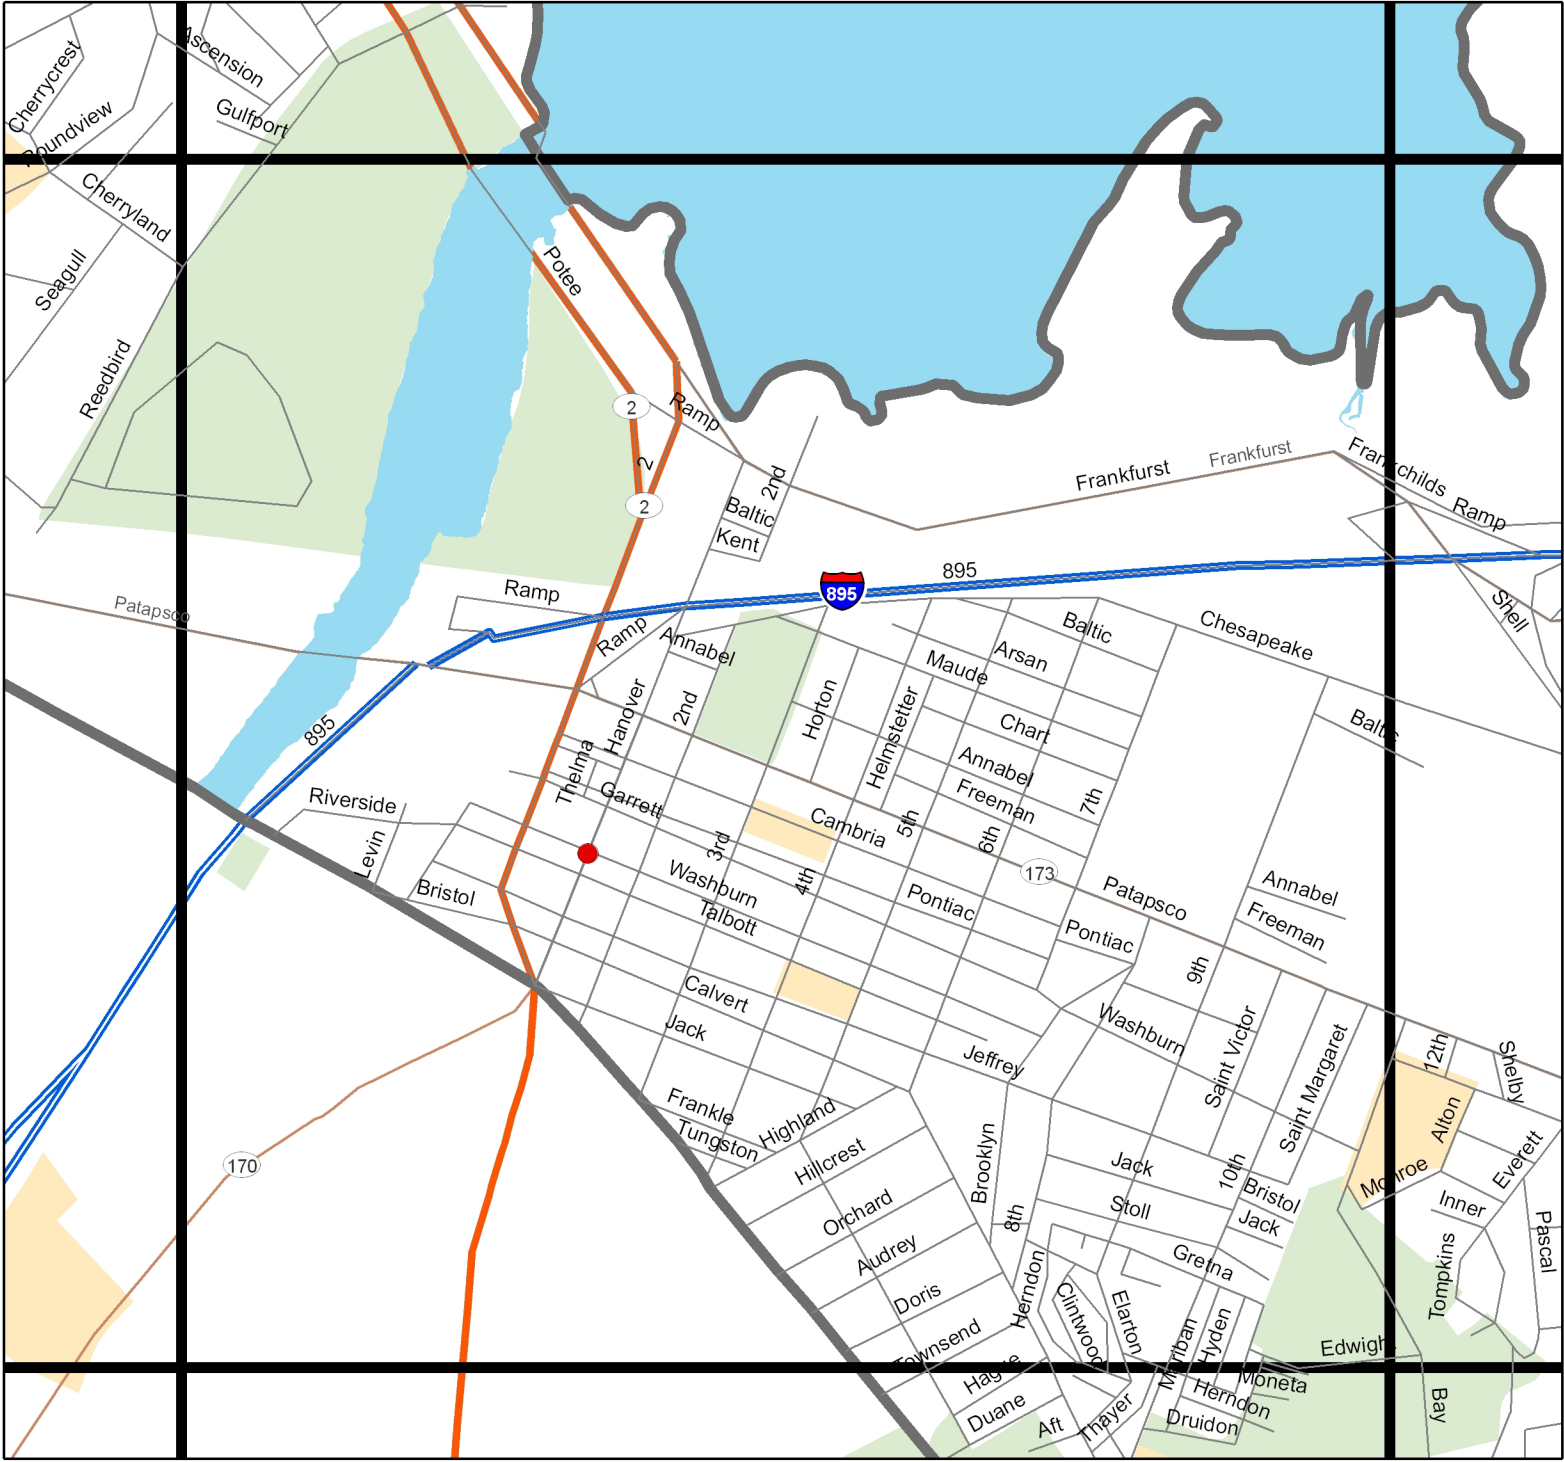 Ascension
Cherrycrest
Gulfport
Roundview
Cherryland
Seagull
Potee
Reedbird
2
Ramp
2
2
2nd
Baltic
Kent
Frankfurst
Frankfurst
Frankchilds
Ramp
895
895
Ramp
Patapsco
Ramp
Annabel
Baltic
Chesapeake
Shell
Arsan
Maude
Horton
Hanover
2nd
Helmstetter
Chart
Baltic
895
Thelma
Annabel
Freeman
7th
Garrett
Riverside
Cambria
5th
6th
3rd
Levin
4th
Washburn
173
Bristol
Talbott
Pontiac
Patapsco
Annabel
Freeman
Pontiac
9th
Calvert
Jack
Washburn
Jeffrey
Saint Victor
Saint Margaret
12th
Shelby
Frankle
Tungston
Highland
Hillcrest
Alton
Everett
170
Brooklyn
Jack
10th
Monroe
Bristol
Inner
Orchard
8th
Stoll
Jack
Pascal
Audrey
Gretna
Tompkins
Doris
Herndon
Clintwood
Elarton
Townsend
Hyden
Edwight
Hague
Moneta
Duane
Herndon
Bay
Aft
Thayer
Druidon